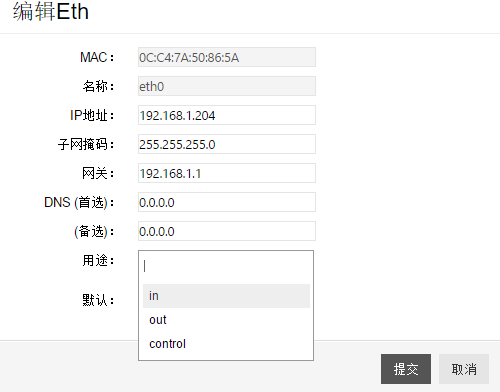 编辑Eth
MAC： 0C:C4:7A:50:86:5A
名称： eth0
IP地址： 192.168.1.204
子网掩码： 255.255.255.0
网关： 192.168.1.1
DNS (首选)： 0.0.0.0
(备选)： 0.0.0.0
用途：
in
默认：
out
control
提交 取消